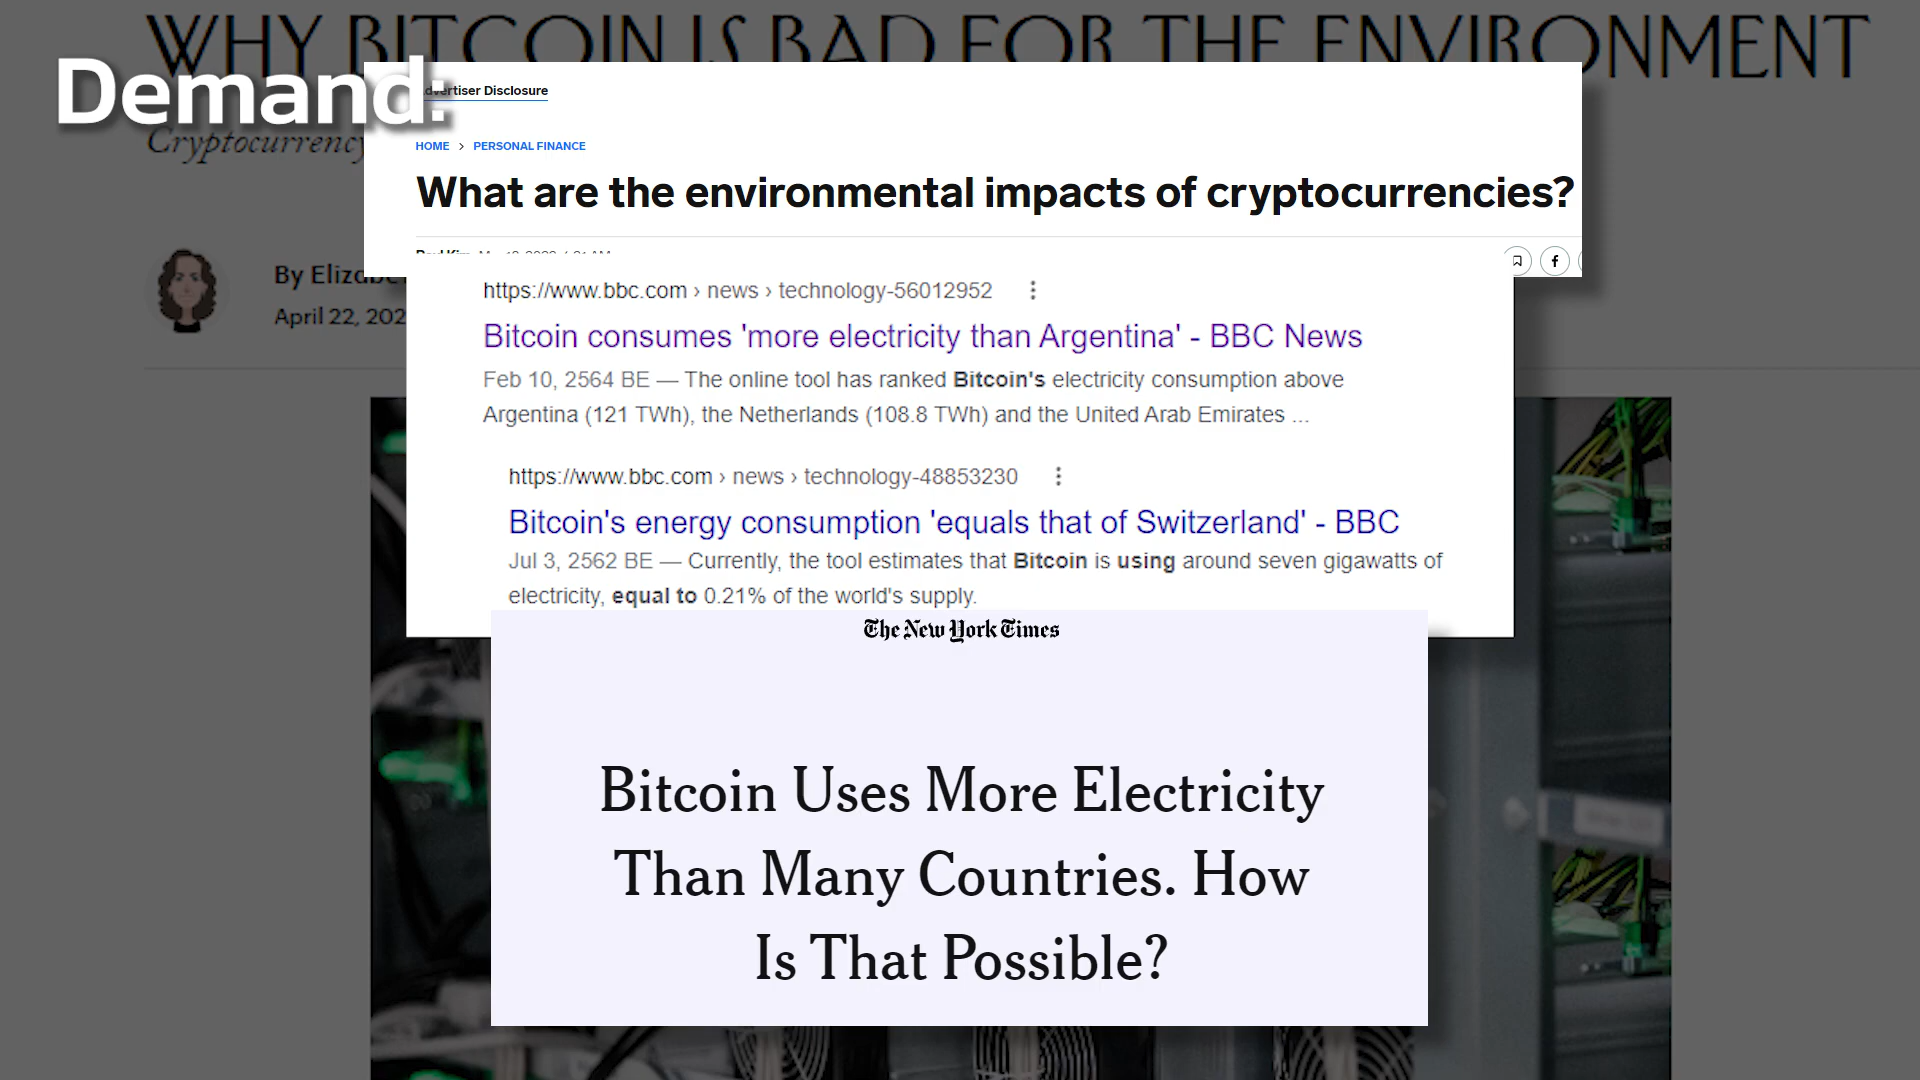 WHY BITCOIN IS BAD FOR THE ENVIRONMENT
Demand:
Advertiser Disclosure
Cryptocurrency
HOME > PERSONAL FINANCE
What are the environmental impacts of cryptocurrencies?
By Elizabe
April 22, 202
https://www.bbc.com › news › technology-56012952
Bitcoin consumes 'more electricity than Argentina' - BBC News
Feb 10, 2564 BE — The online tool has ranked Bitcoin's electricity consumption above
Argentina (121 TWh), the Netherlands (108.8 TWh) and the United Arab Emirates ...
https://www.bbc.com › news › technology-48853230
Bitcoin's energy consumption 'equals that of Switzerland' - BBC
Jul 3, 2562 BE — Currently, the tool estimates that Bitcoin is using around seven gigawatts of
electricity, equal to 0.21% of the world's supply.
The New York Times
Bitcoin Uses More Electricity
Than Many Countries. How
Is That Possible?